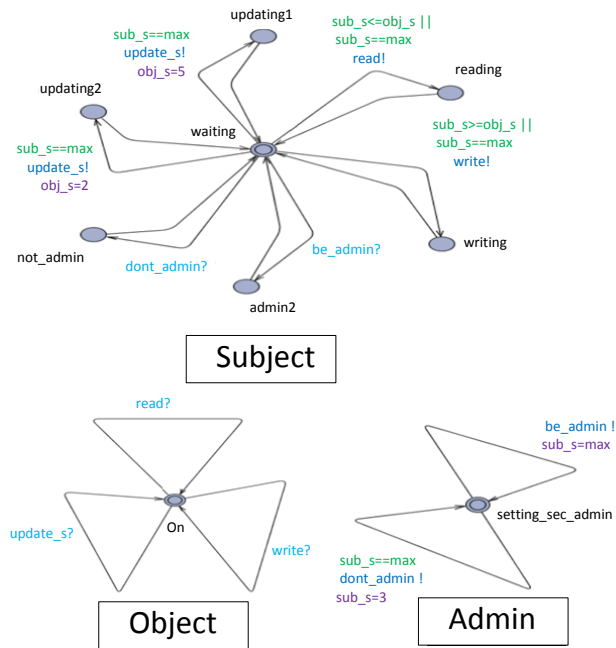 updating1
sub_s==max
update_s!
obj_s=5
sub_s<=obj_s ||
sub_s==max
read!
reading
updating2
waiting
sub_s==max
update_s!
obj_s=2
sub_s>=obj_s ||
sub_s==max
write!
not_admin
dont_admin?
be_admin?
writing
admin2
Subject
read?
On
update_s?
write?
Object
be_admin !
sub_s=max
setting_sec_admin
sub_s==max
dont_admin !
sub_s=3
Admin